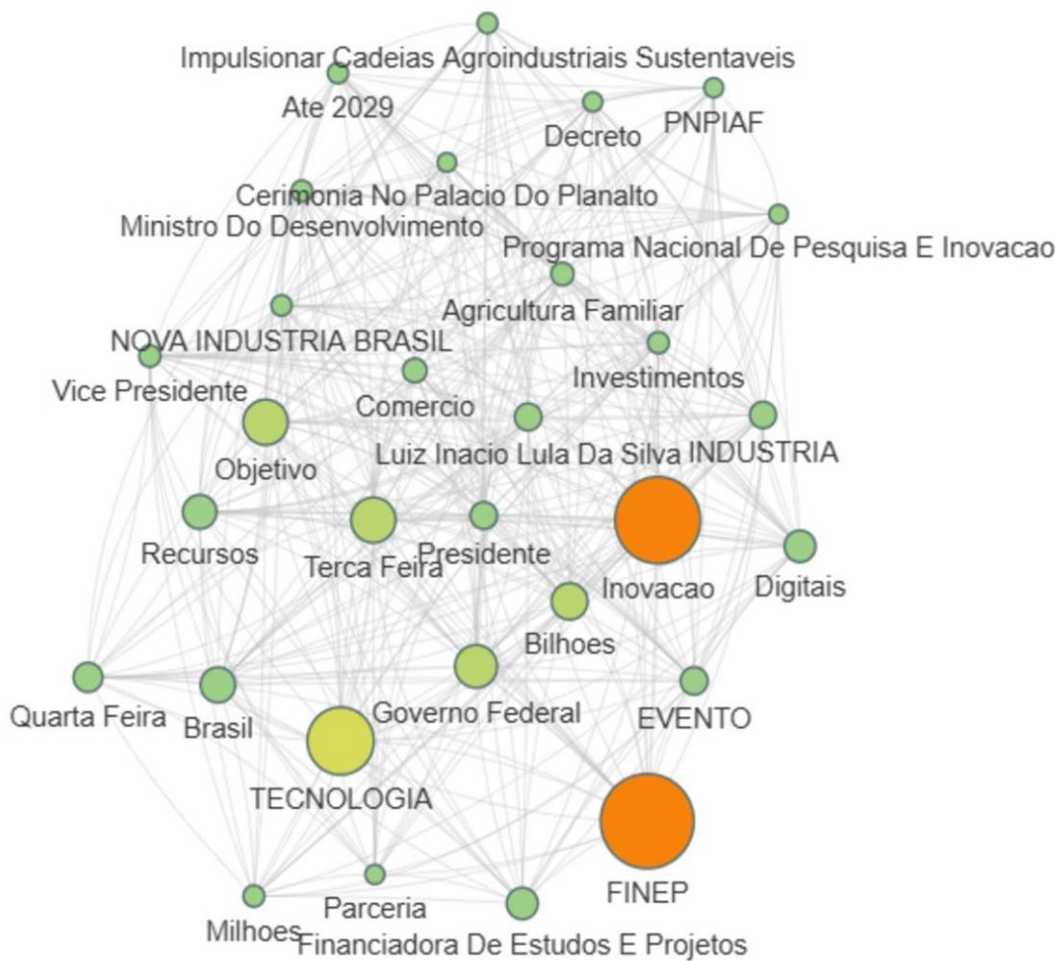 Impulsionar Cadeias Agroindustriais Sustentaveis
Ate 2029
PNPIAF
Decreto
Cerimonia No Palacio Do Planalto
Ministro Do Desenvolvimento
Programa Nacional De Pesquisa E Inovacao
Agricultura Familiar
NOVA INDUSTRIA BRASIL
Investimentos
Vice Presidente
Comercio
Luiz Inacio Lula Da Silva
INDUSTRIA
Objetivo
Recursos
Presidente
Terca Feira
Inovacao
Digitais
Bilhoes
Quarta Feira
Brasil
Governo Federal
EVENTO
TECNOLOGIA
FINEP
Parceria
Milhoes
Financiadora De Estudos E Projetos